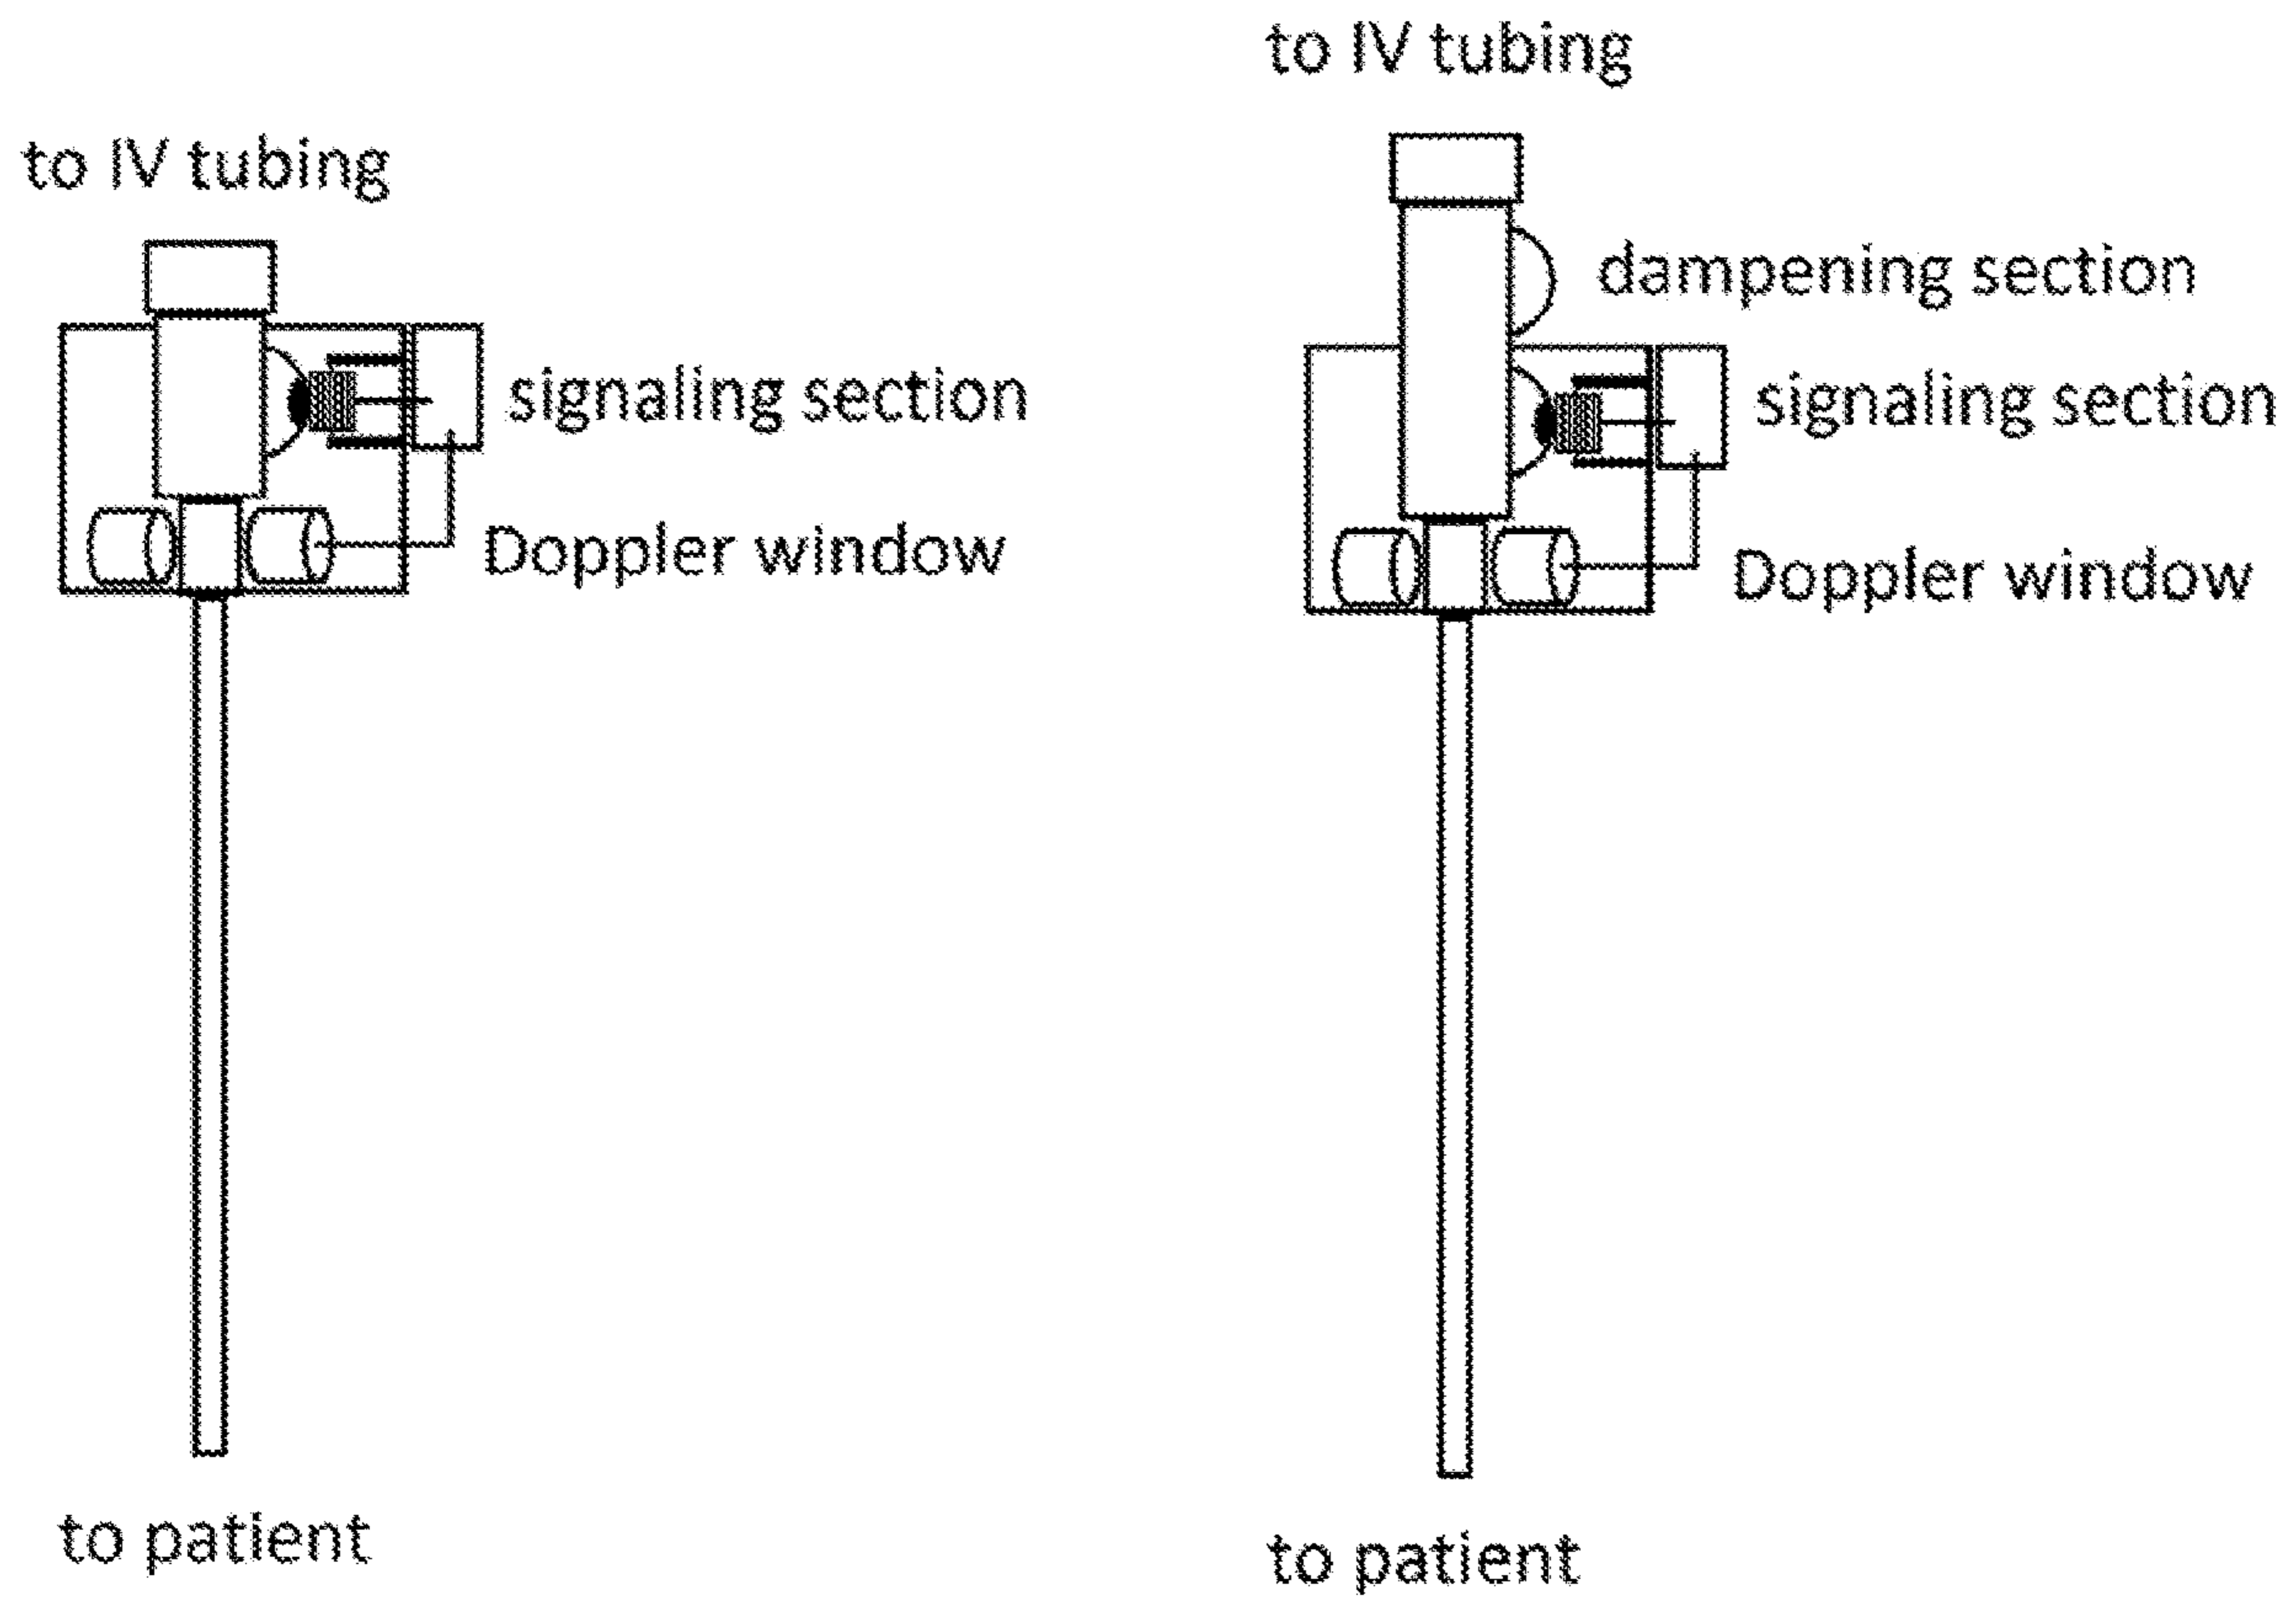 to IV tubing
signaling section
Doppler window
to patient
to IV tubing
dampening section
signaling section
Doppler window
to patient